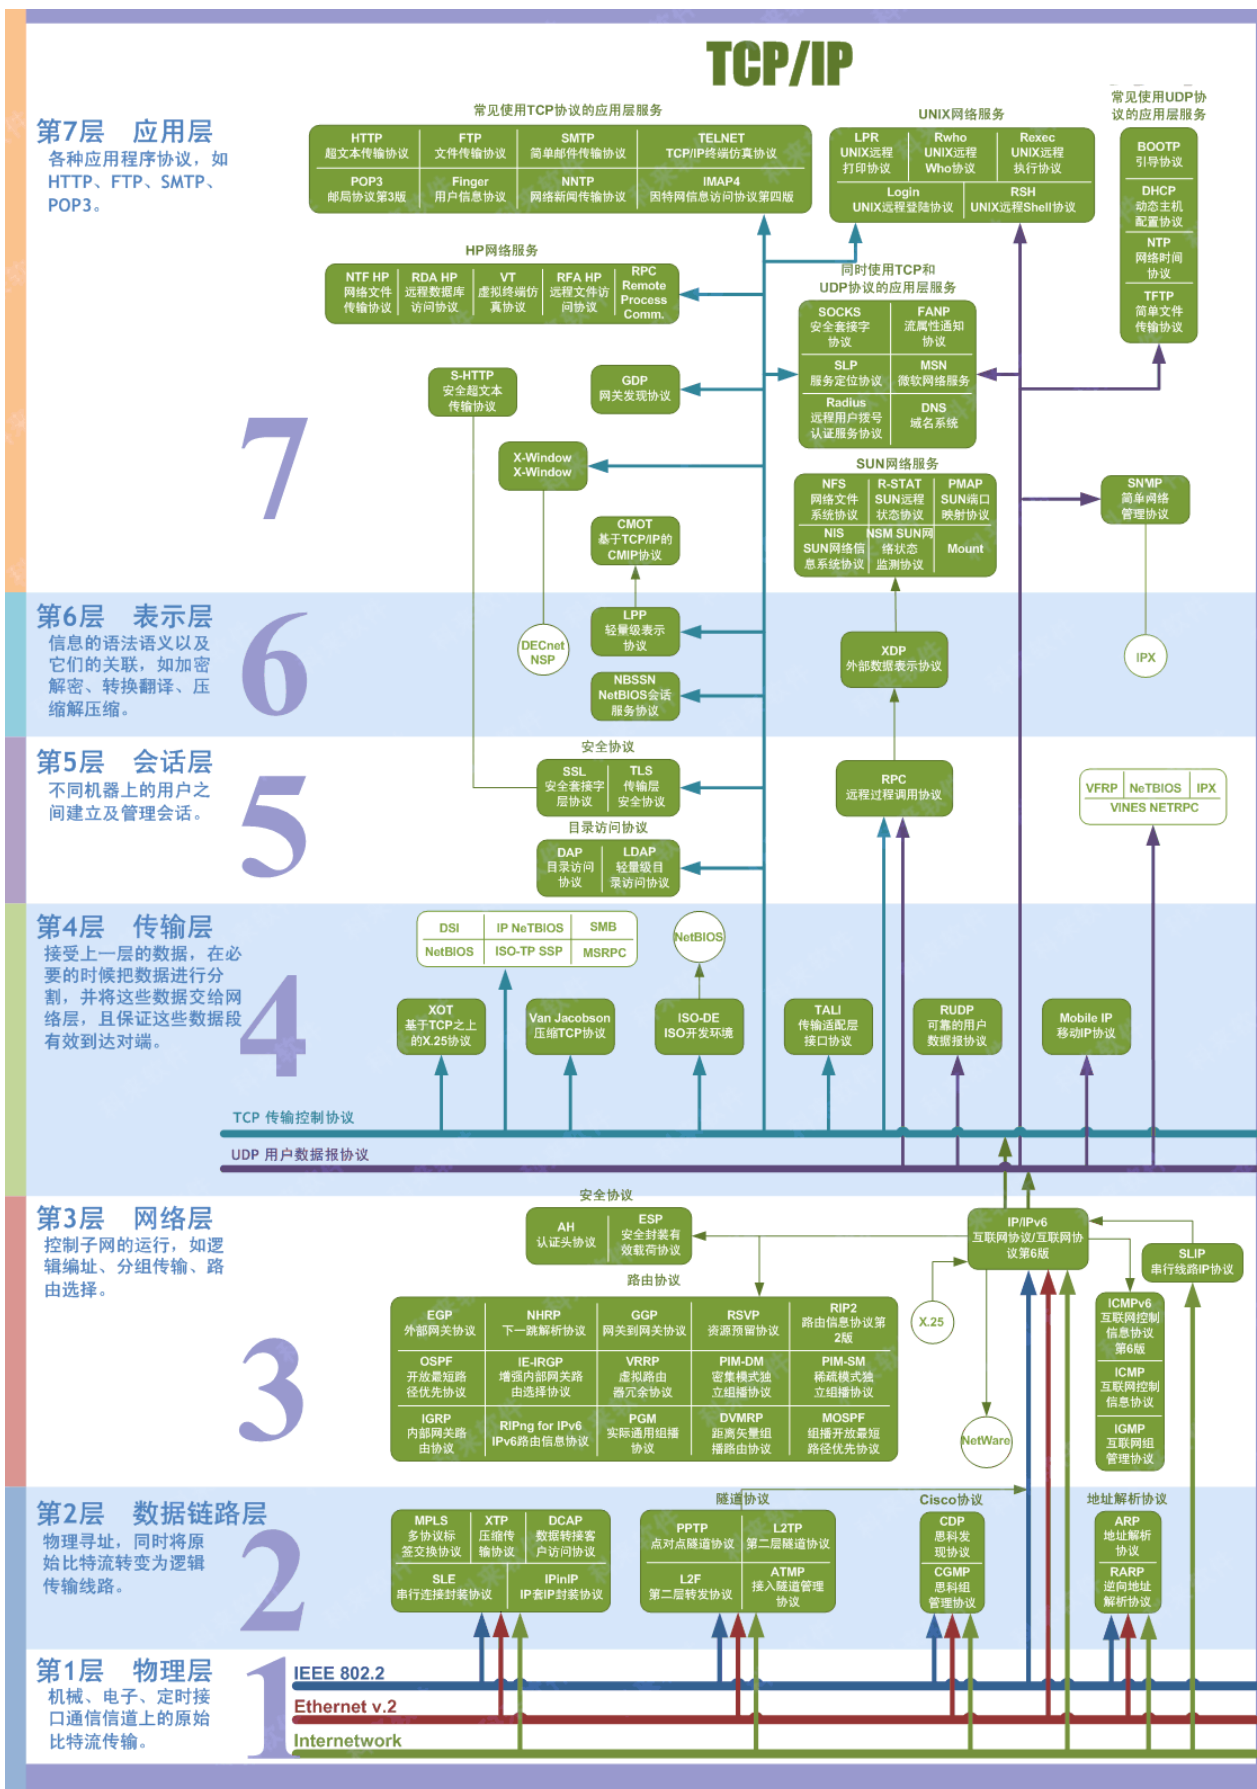 TCP/IP
第7层 应用层
各种应用程序协议，如
HTTP、FTP、SMTP、
POP3。
常见使用TCP协议的应用层服务
HTTP
超文本传输协议
FTP
文件传输协议
SMTP
简单邮件传输协议
TELNET
TCP/IP终端仿真协议
POP3
邮局协议第3版
Finger
用户信息协议
NNTP
网络新闻传输协议
IMAP4
因特网信息访问协议第四版
UNIX网络服务
LPR
UNIX远程
打印协议
Rwho
UNIX远程
Who协议
Rexec
UNIX远程
执行协议
Login
UNIX远程登陆协议
RSH
UNIX远程Shell协议
常见使用UDP协
议的应用层服务
BOOTP
引导协议
DHCP
动态主机
配置协议
NTP
网络时间
协议
TFTP
简单文件
传输协议
HP网络服务
NTF HP
网络文件
传输协议
RDA HP
远程数据库
访问协议
VT
虚拟终端仿
真协议
RFA HP
远程文件访
问协议
RPC
Remote
Process
Comm.
同时使用TCP和
UDP协议的应用层服务
SOCKS
安全套接字
协议
FANP
流属性通知
协议
SLP
服务定位协议
MSN
微软网络服务
Radius
远程用户拨号
认证服务协议
DNS
域名系统
S-HTTP
安全超文本
传输协议
GDP
网关发现协议
X-Window
X-Window
CMOT
基于TCP/IP的
CMIP协议
SUN网络服务
NFS
网络文件
系统协议
R-STAT
SUN远程
状态协议
PMAP
SUN端口
映射协议
NIS
SUN网络信
息系统协议
NSM SUN网
络状态
监测协议
Mount
SNMP
简单网络
管理协议
7
第6层 表示层
信息的语法语义以及
它们的关联，如加密
解密、转换翻译、压
缩解压缩。
6
DECnet
NSP
LPP
轻量级表示
协议
NBSSN
NetBIOS会话
服务协议
XDP
外部数据表示协议
IPX
第5层 会话层
不同机器上的用户之
间建立及管理会话。
5
安全协议
SSL
安全套接字
层协议
TLS
传输层
安全协议
目录访问协议
DAP
目录访问
协议
LDAP
轻量级目
录访问协议
RPC
远程过程调用协议
VFRP
NeTBIOS
IPX
VINES NETRPC
第4层 传输层
接受上一层的数据，在必
要的时候把数据进行分
割，并将这些数据交给网
络层，且保证这些数据段
有效到达对端。
4
DSI
IP NeTBIOS
SMB
NetBIOS
ISO-TP SSP
MSRPC
NetBIOS
XOT
基于TCP之上
的X.25协议
Van Jacobson
压缩TCP协议
ISO-DE
ISO开发环境
TALI
传输适配层
接口协议
RUDP
可靠的用户
数据报协议
Mobile IP
移动IP协议
TCP 传输控制协议
UDP 用户数据报协议
第3层 网络层
控制子网的运行，如逻
辑编址、分组传输、路
由选择。
3
安全协议
AH
认证头协议
ESP
安全封装有
效载荷协议
IP/IPv6
互联网协议/互联网协
议第6版
SLIP
串行线路IP协议
路由协议
EGP
外部网关协议
NHRP
下一跳解析协议
GGP
网关到网关协议
RSVP
资源预留协议
RIP2
路由信息协议第
2版
OSPF
开放最短路
径优先协议
IE-IRGP
增强内部网关路
由选择协议
VRRP
虚拟路由
器冗余协议
PIM-DM
密集模式独
立组播协议
PIM-SM
稀疏模式独
立组播协议
IGRP
内部网关路
由协议
RIPng for IPv6
IPv6路由信息协议
PGM
实际通用组播
协议
DVMRP
距离矢量组
播路由协议
MOSPF
组播开放最短
路径优先协议
X.25
NetWare
ICMPv6
互联网控制
信息协议
第6版
ICMP
互联网控制
信息协议
IGMP
互联网组
管理协议
第2层 数据链路层
物理寻址，同时将原
始比特流转变为逻辑
传输线路。
2
MPLS
多协议标
签交换协议
XTP
压缩传
输协议
DCAP
数据转接客
户访问协议
SLE
串行连接封装协议
IPinIP
IP套IP封装协议
隧道协议
PPTP
点对点隧道协议
L2TP
第二层隧道协议
L2F
第二层转发协议
ATMP
接入隧道管理
协议
Cisco协议
CDP
思科发
现协议
CGMP
思科组
管理协议
地址解析协议
ARP
地址解析
协议
RARP
逆向地址
解析协议
第1层 物理层
机械、电子、定时接
口通信信道上的原始
比特流传输。
1
IEEE 802.2
Ethernet v.2
Internetwork